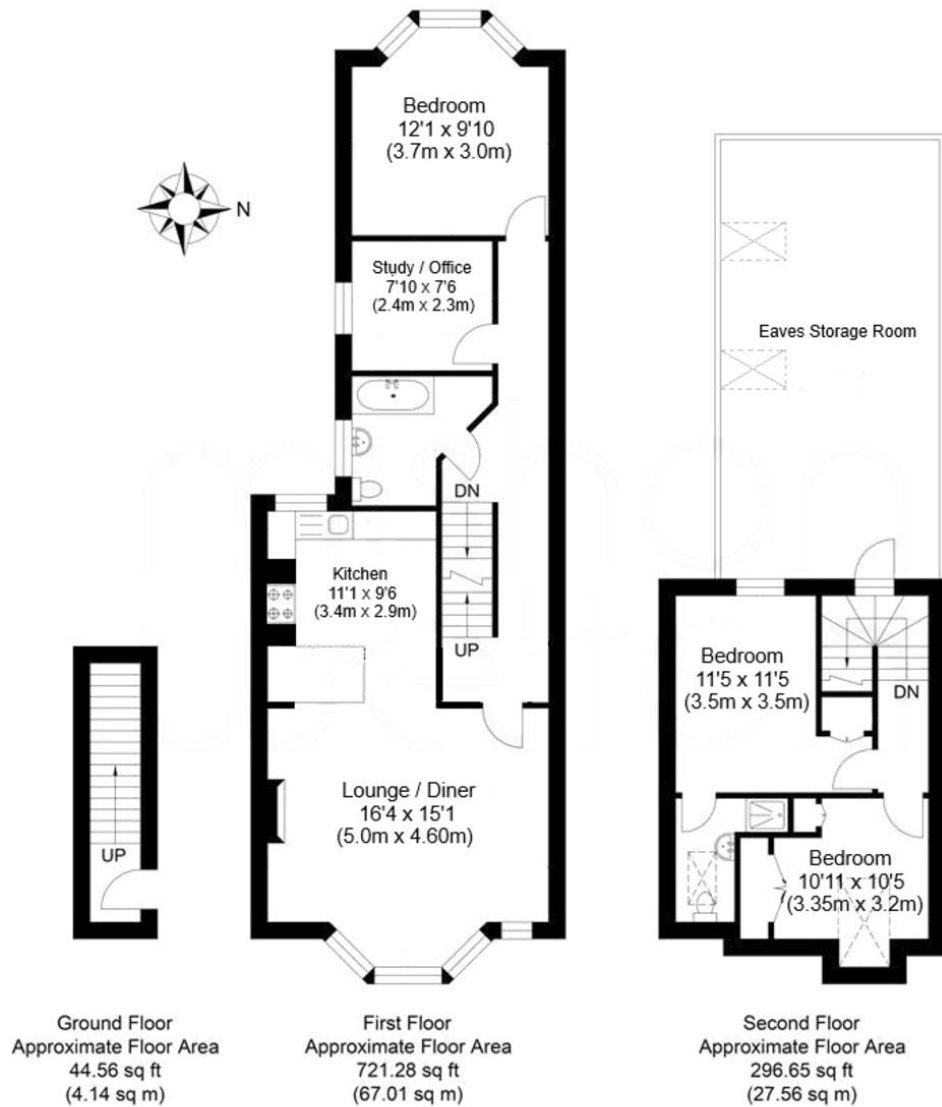 N
Bedroom
12'1 x 9'10
(3.7m x 3.0m)
Study / Office
7'10 x 7'6
(2.4m x 2.3m)
DN
UP
Kitchen
11'1 x 9'6
(3.4m x 2.9m)
Lounge / Diner
16'4 x 15'1
(5.0m x 4.60m)
UP
Eaves Storage Room
Bedroom
11'5 x 11'5
(3.5m x 3.5m)
DN
Bedroom
10'11 x 10'5
(3.35m x 3.2m)
Ground Floor
Approximate Floor Area
44.56 sq ft
(4.14 sq m)
First Floor
Approximate Floor Area
721.28 sq ft
(67.01 sq m)
Second Floor
Approximate Floor Area
296.65 sq ft
(27.56 sq m)